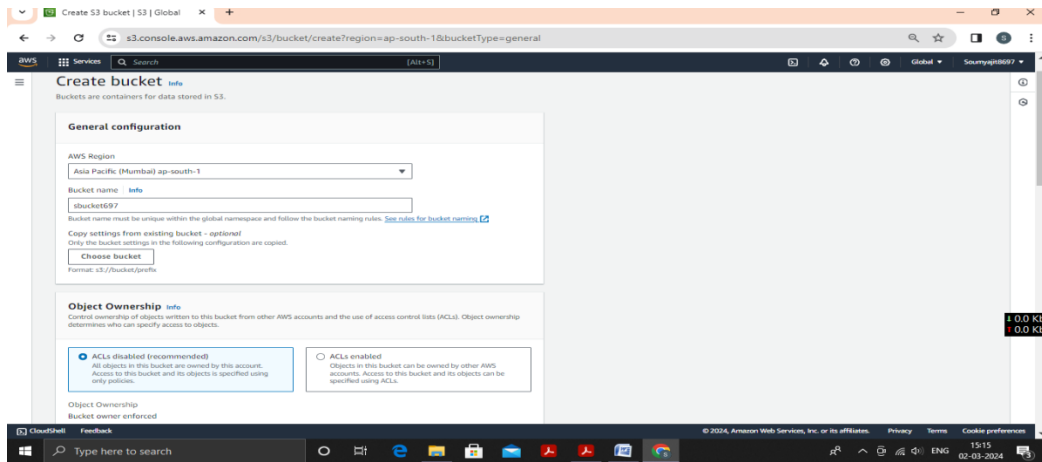 Create S3 bucket | S3 | Global
s3.console.aws.amazon.com/s3/bucket/create?region=ap-south-1&bucketType=general
aws
Services
Search
[Alt+S]
Global
Soumyajit8697
Create bucket Info
Buckets are containers for data stored in S3.
General configuration
AWS Region
Asia Pacific (Mumbai) ap-south-1
Bucket name Info
sbucket697
Bucket name must be unique within the global namespace and follow the bucket naming rules. See rules for bucket naming
Copy settings from existing bucket - optional
Only the bucket settings in the following configuration are copied.
Choose bucket
Format: s3://bucket/prefix
Object Ownership Info
Control ownership of objects written to this bucket from other AWS accounts and the use of access control lists (ACLs). Object ownership
determines who can specify access to objects.
ACLs disabled (recommended)
All objects in this bucket are owned by this account.
Access to this bucket and its objects is specified using
only policies.
ACLs enabled
Objects in this bucket can be owned by other AWS
accounts. Access to this bucket and its objects can be
specified using ACLs.
Object Ownership
Bucket owner enforced
0.0 K
0.0 K
CloudShell Feedback
© 2024, Amazon Web Services, Inc. or its affiliates. Privacy Terms Cookie preferences
Type here to search
ENG
15:15
02-03-2024
3